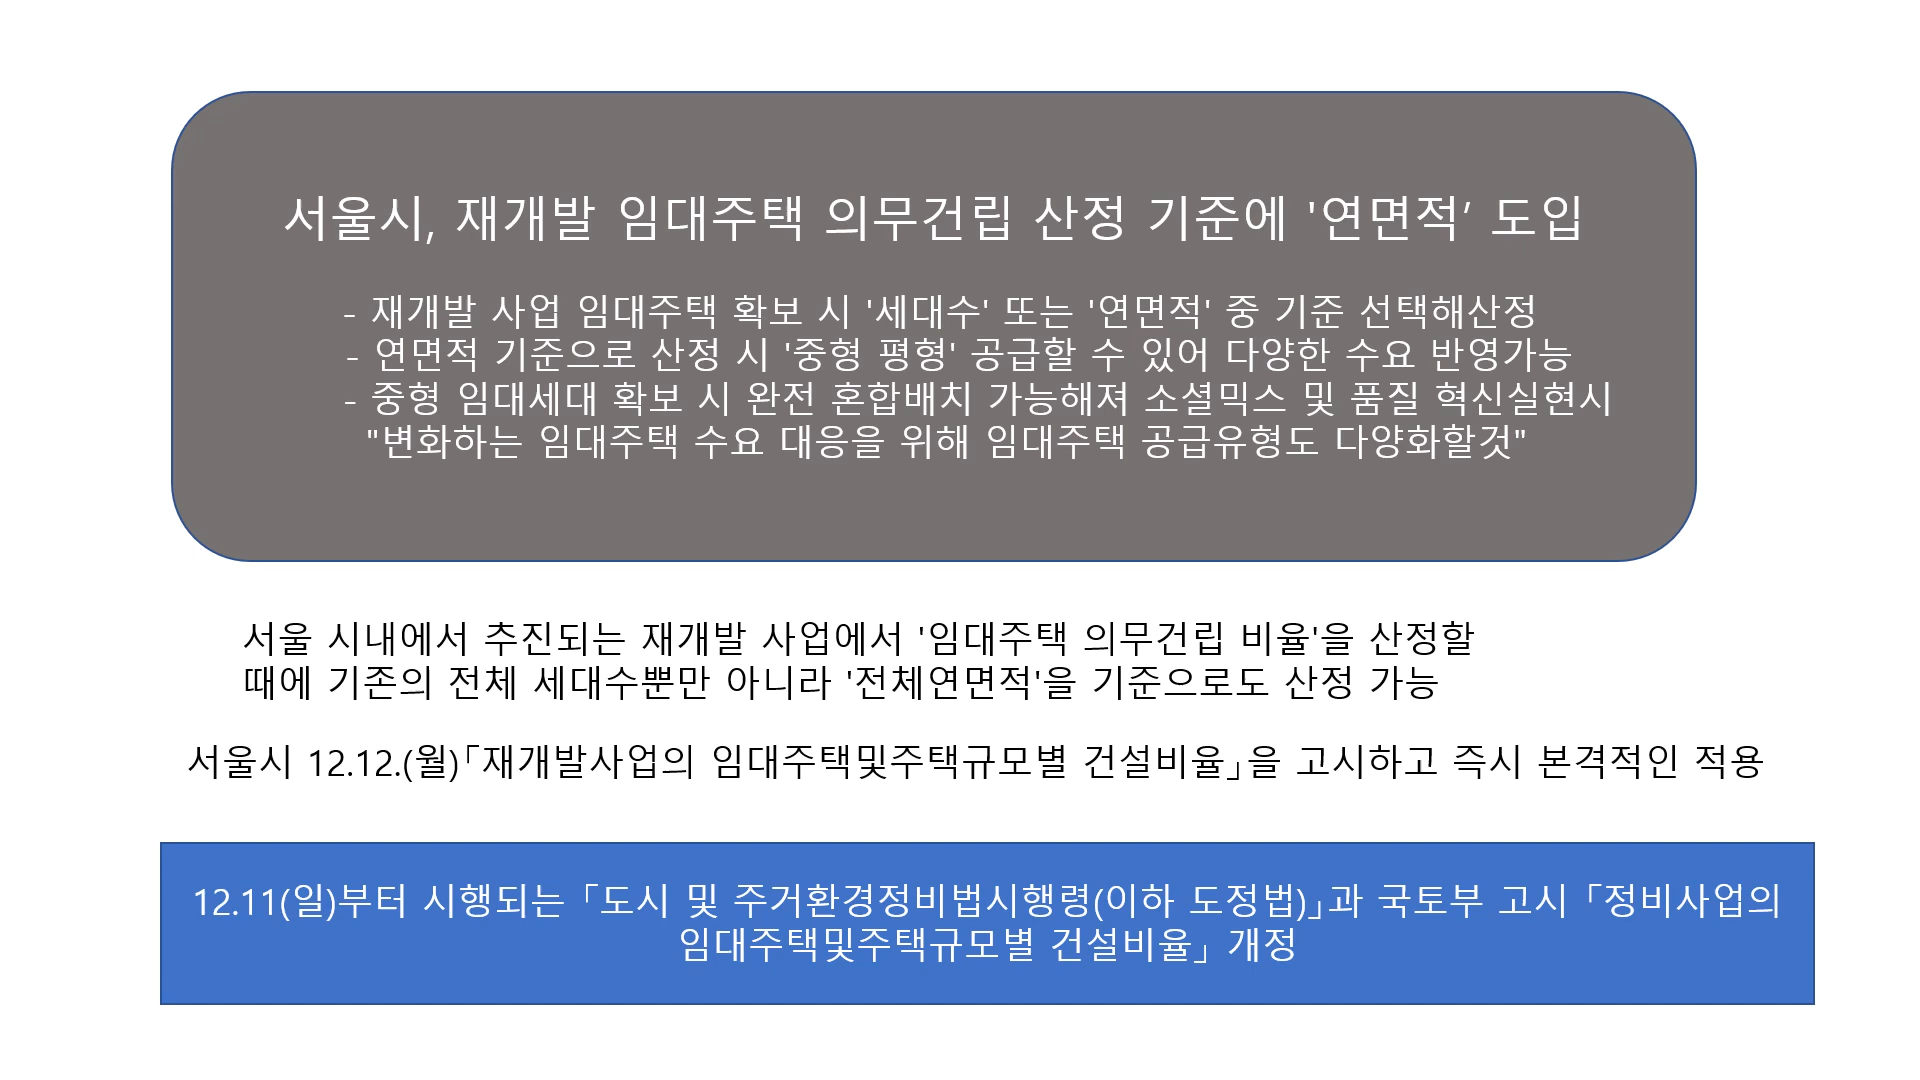 서울시, 재개발 임대주택 의무건립 산정 기준에 '연면적’ 도입
- 재개발 사업 임대주택 확보 시 '세대수' 또는 '연면적' 중 기준 선택해산정
- 연면적 기준으로 산정 시 '중형 평형' 공급할 수 있어 다양한 수요 반영가능
- 중형 임대세대 확보 시 완전 혼합배치 가능해져 소셜믹스 및 품질 혁신실현시
"변화하는 임대주택 수요 대응을 위해 임대주택 공급유형도 다양화할것"
서울 시내에서 추진되는 재개발 사업에서 '임대주택 의무건립 비율'을 산정할
때에 기존의 전체 세대수뿐만 아니라 '전체연면적'을 기준으로도 산정 가능
서울시 12.12.(월)「재개발사업의 임대주택및주택규모별 건설비율」을 고시하고 즉시 본격적인 적용
12.11(일)부터 시행되는 「도시 및 주거환경정비법시행령(이하 도정법)」과 국토부 고시 「정비사업의
임대주택및주택규모별 건설비율」 개정